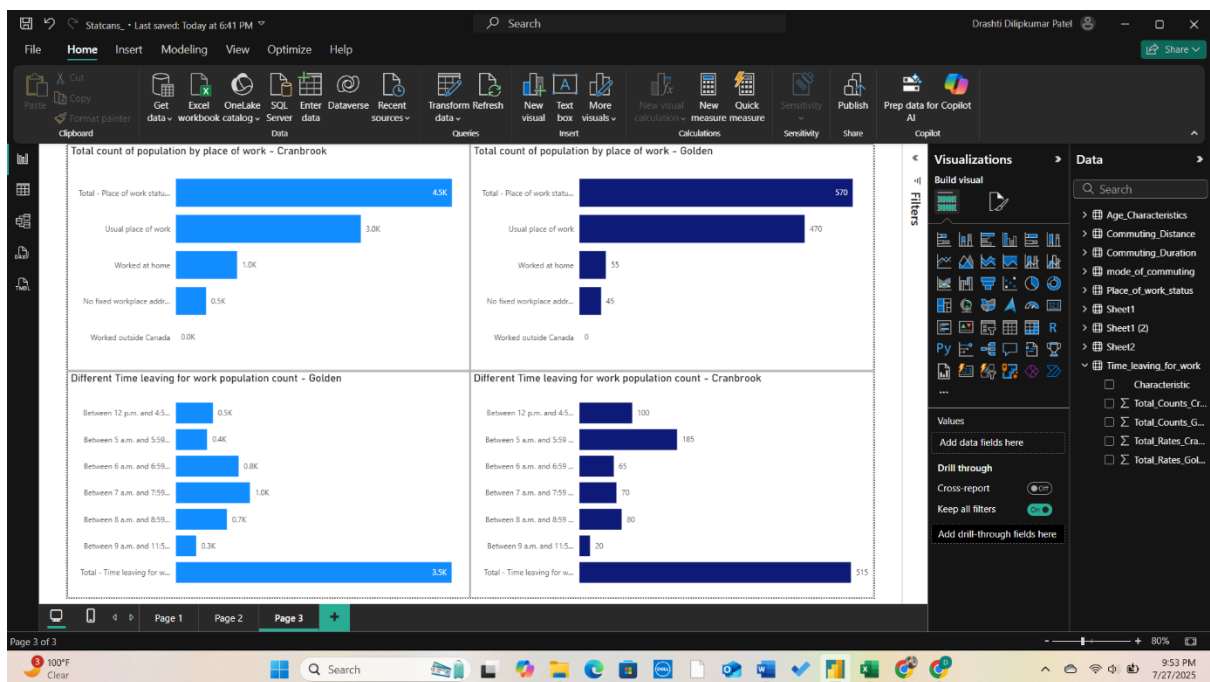 Statcans_ • Last saved: Today at 6:41 PM
Search
Drashti Dilipkumar Patel
File Home Insert Modeling View Optimize Help
Share
Paste
Cut
Copy
Format painter
Clipboard
Get data
Excel workbook
OneLake catalog
SQL Server
Enter data
Dataverse
Recent sources
Data
Transform data
Refresh
Queries
New visual
Text box
More visuals
Insert
New visual calculation
New measure
Quick measure
Calculations
Sensitivity
Sensitivity
Publish
Share
Prep data for AI
Copilot
Copilot
Total count of population by place of work - Cranbrook
Total - Place of work statu... 4.5K
Usual place of work 3.0K
Worked at home 1.0K
No fixed workplace addr... 0.5K
Worked outside Canada 0.0K
Total count of population by place of work - Golden
Total - Place of work statu... 570
Usual place of work 470
Worked at home 55
No fixed workplace addr... 45
Worked outside Canada 0
Different Time leaving for work population count - Golden
Between 12 p.m. and 4:5... 0.5K
Between 5 a.m. and 5:59... 0.4K
Between 6 a.m. and 6:59... 0.8K
Between 7 a.m. and 7:59... 1.0K
Between 8 a.m. and 8:59... 0.7K
Between 9 a.m. and 11:5... 0.3K
Total - Time leaving for w... 3.5K
Different Time leaving for work population count - Cranbrook
Between 12 p.m. and 4:5... 100
Between 5 a.m. and 5:59 ... 185
Between 6 a.m. and 6:59 ... 65
Between 7 a.m. and 7:59 ... 70
Between 8 a.m. and 8:59 ... 80
Between 9 a.m. and 11:5... 20
Total - Time leaving for w... 515
Filters
Visualizations
Build visual
R
Py
123
...
Values
Add data fields here
Drill through
Cross-report Off
Keep all filters On
Add drill-through fields here
Data
Search
Age_Characteristics
Commuting_Distance
Commuting_Duration
mode_of_commuting
Place_of_work_status
Sheet1
Sheet1 (2)
Sheet2
Time_leaving_for_work
Characteristic
Total_Counts_Cr...
Total_Counts_G...
Total_Rates_Cra...
Total_Rates_Gol...
DAX
TMDL
Page 1 Page 2 Page 3 +
Page 3 of 3
- + 80%
3
100°F
Clear
Search
DELL
9:53 PM
7/27/2025